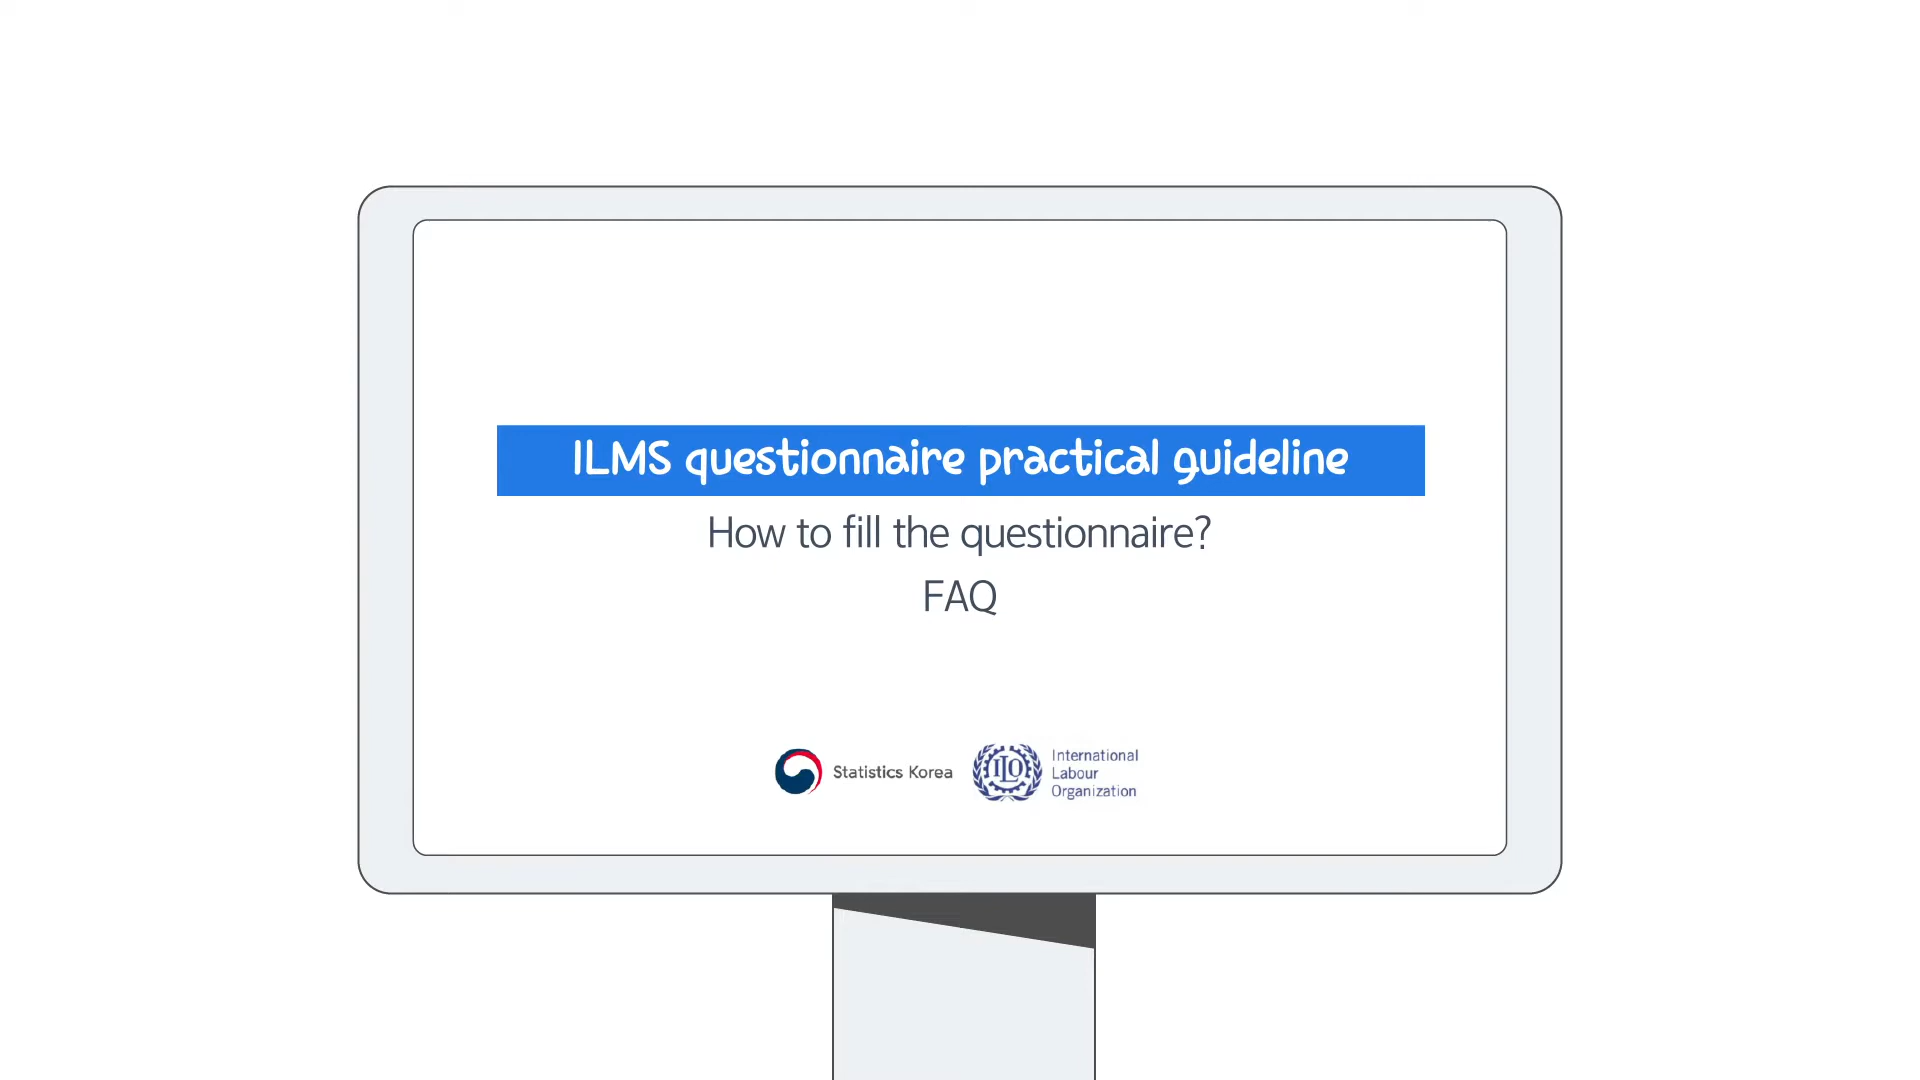 ILMS questionnaire practical guideline
How to fill the questionnaire?
FAQ
Statistics Korea
ILO
International
Labour
Organization